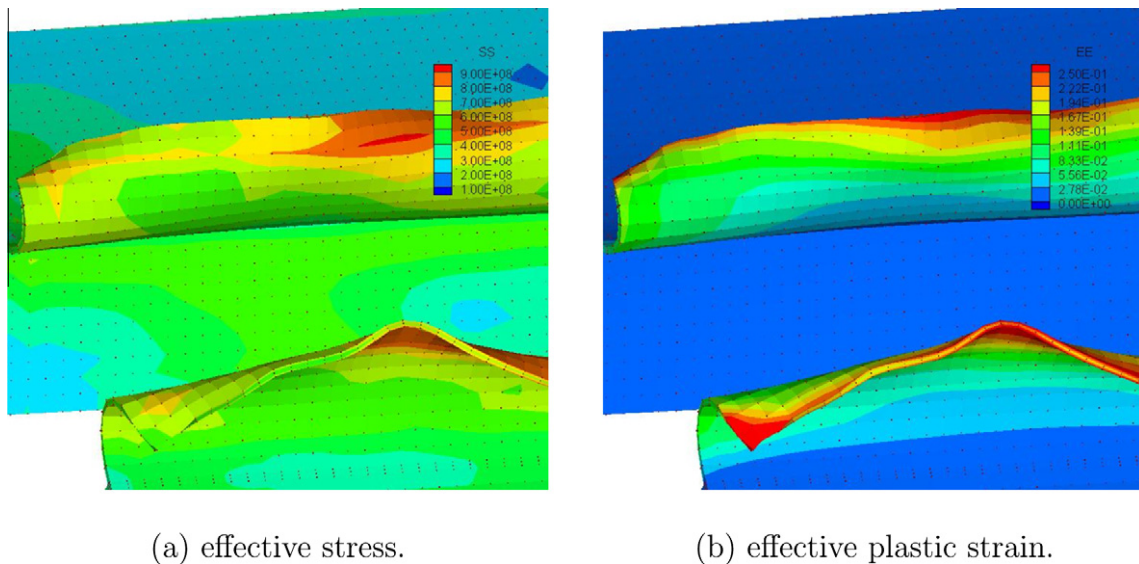 SS
9.00E+08
8.00E+08
7.00E+08
6.00E+08
5.00E+08
4.00E+08
3.00E+08
2.00E+08
1.00E+08
EE
2.50E-01
2.22E-01
1.94E-01
1.67E-01
1.39E-01
1.11E-01
8.33E-02
5.56E-02
2.78E-02
0.00E+00
(a) effective stress.
(b) effective plastic strain.